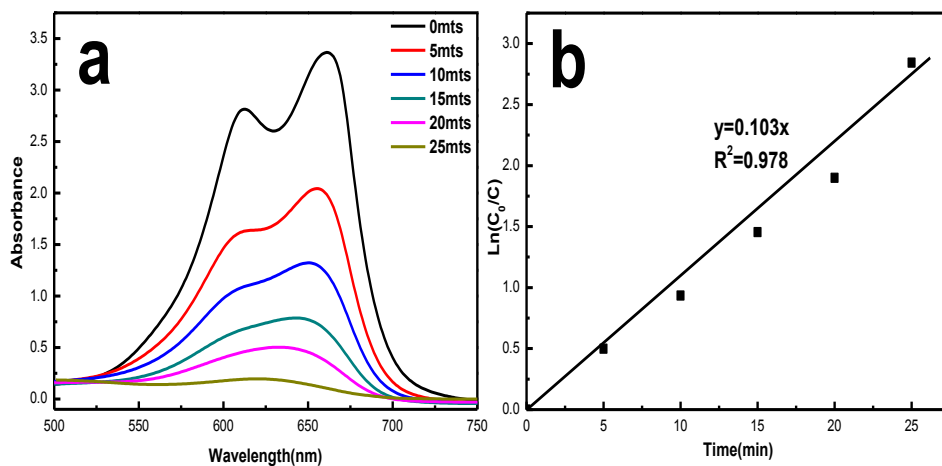 a
0mts
5mts
10mts
15mts
20mts
25mts
3.5
3.0
2.5
2.0
1.5
1.0
0.5
0.0
Absorbance
500 550 600 650 700 750
Wavelength(nm)
b
y=0.103x
R²=0.978
3.0
2.5
2.0
1.5
1.0
0.5
0.0
Ln(C₀/C)
0 5 10 15 20 25
Time(min)